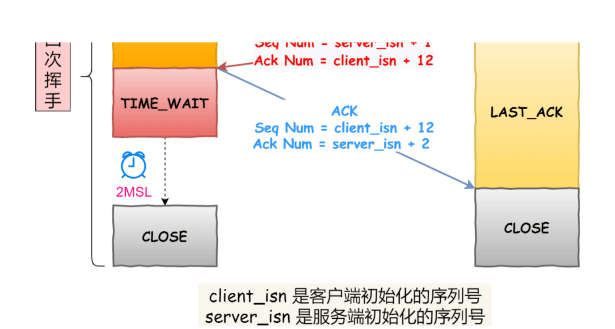 次
挥
手
Seq Num = server_isn + 1
Ack Num = client_isn + 12
TIME_WAIT
ACK
Seq Num = client_isn + 12
Ack Num = server_isn + 2
LAST_ACK
2MSL
CLOSE
CLOSE
client_isn 是客户端初始化的序列号
server_isn 是服务端初始化的序列号